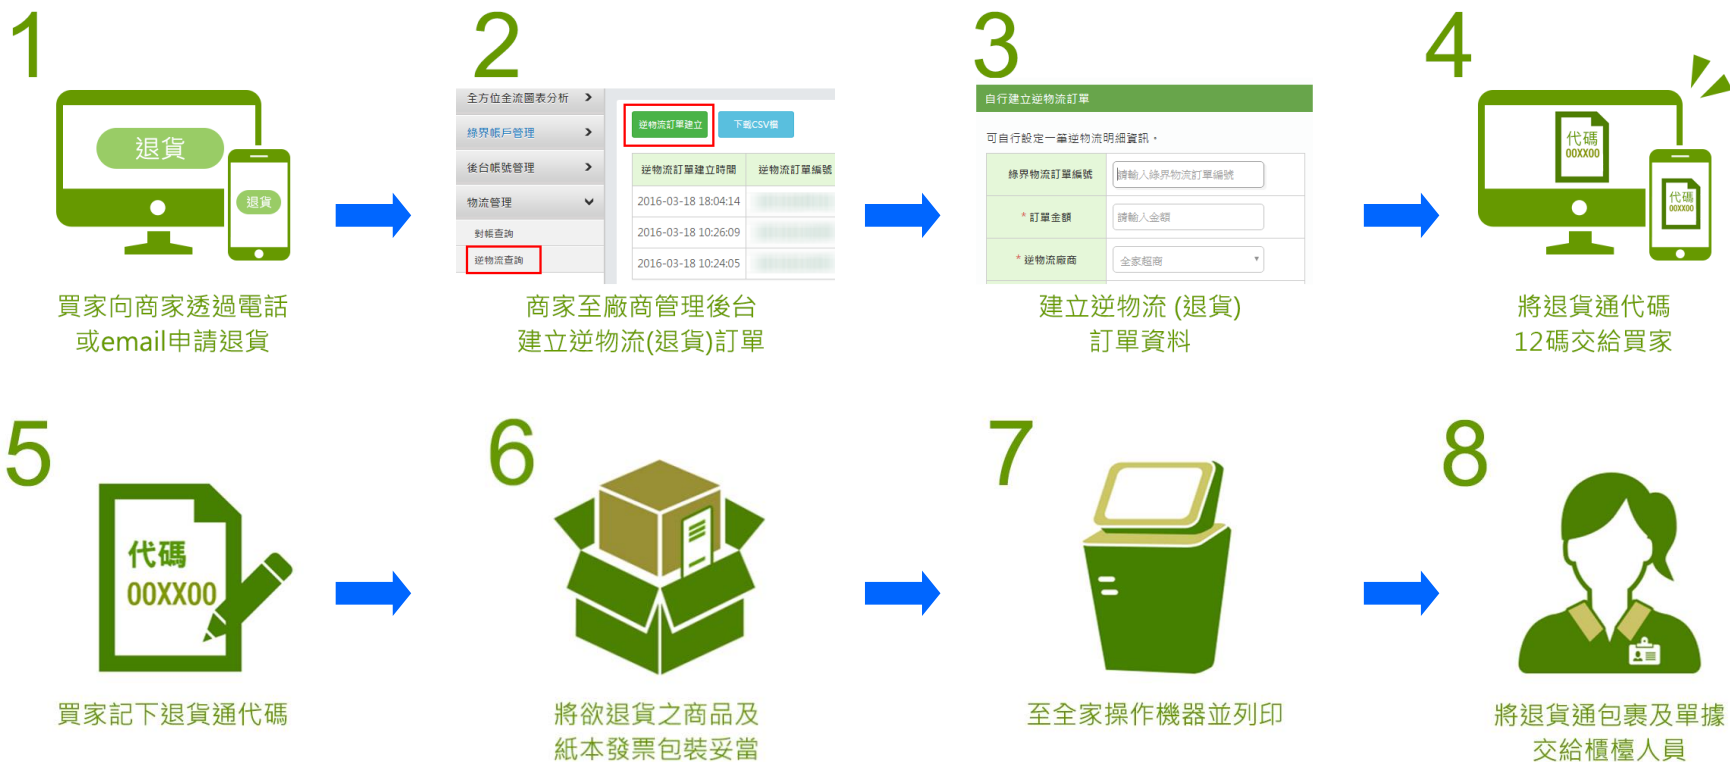 1
退貨
退貨
買家向商家透過電話
或email申請退貨
2
全方位金流圖表分析
綠界帳戶管理
後台帳號管理
物流管理
對帳查詢
逆物流查詢
逆物流訂單建立
下載CSV檔
逆物流訂單建立時間 逆物流訂單編號
2016-03-18 18:04:14
2016-03-18 10:26:09
2016-03-18 10:24:05
商家至廠商管理後台
建立逆物流(退貨)訂單
3
自行建立逆物流訂單
可自行設定一筆逆物流明細資訊。
綠界物流訂單編號 請輸入綠界物流訂單編號
* 訂單金額 請輸入金額
* 逆物流廠商 全家超商
建立逆物流 (退貨)
訂單資料
4
代碼
00XX00
代碼
00XX00
將退貨通代碼
12碼交給買家
5
代碼
00XX00
買家記下退貨通代碼
6
將欲退貨之商品及
紙本發票包裝妥當
7
至全家操作機器並列印
8
將退貨通包裹及單據
交給櫃檯人員